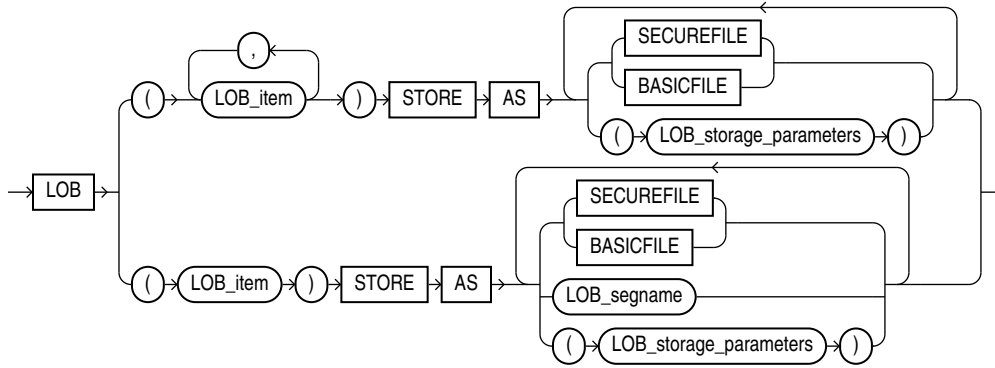 SECUREFILE
,
BASICFILE
( LOB_item ) STORE AS
( LOB_storage_parameters )
LOB
SECUREFILE
BASICFILE
( LOB_item ) STORE AS
LOB_segname
( LOB_storage_parameters )